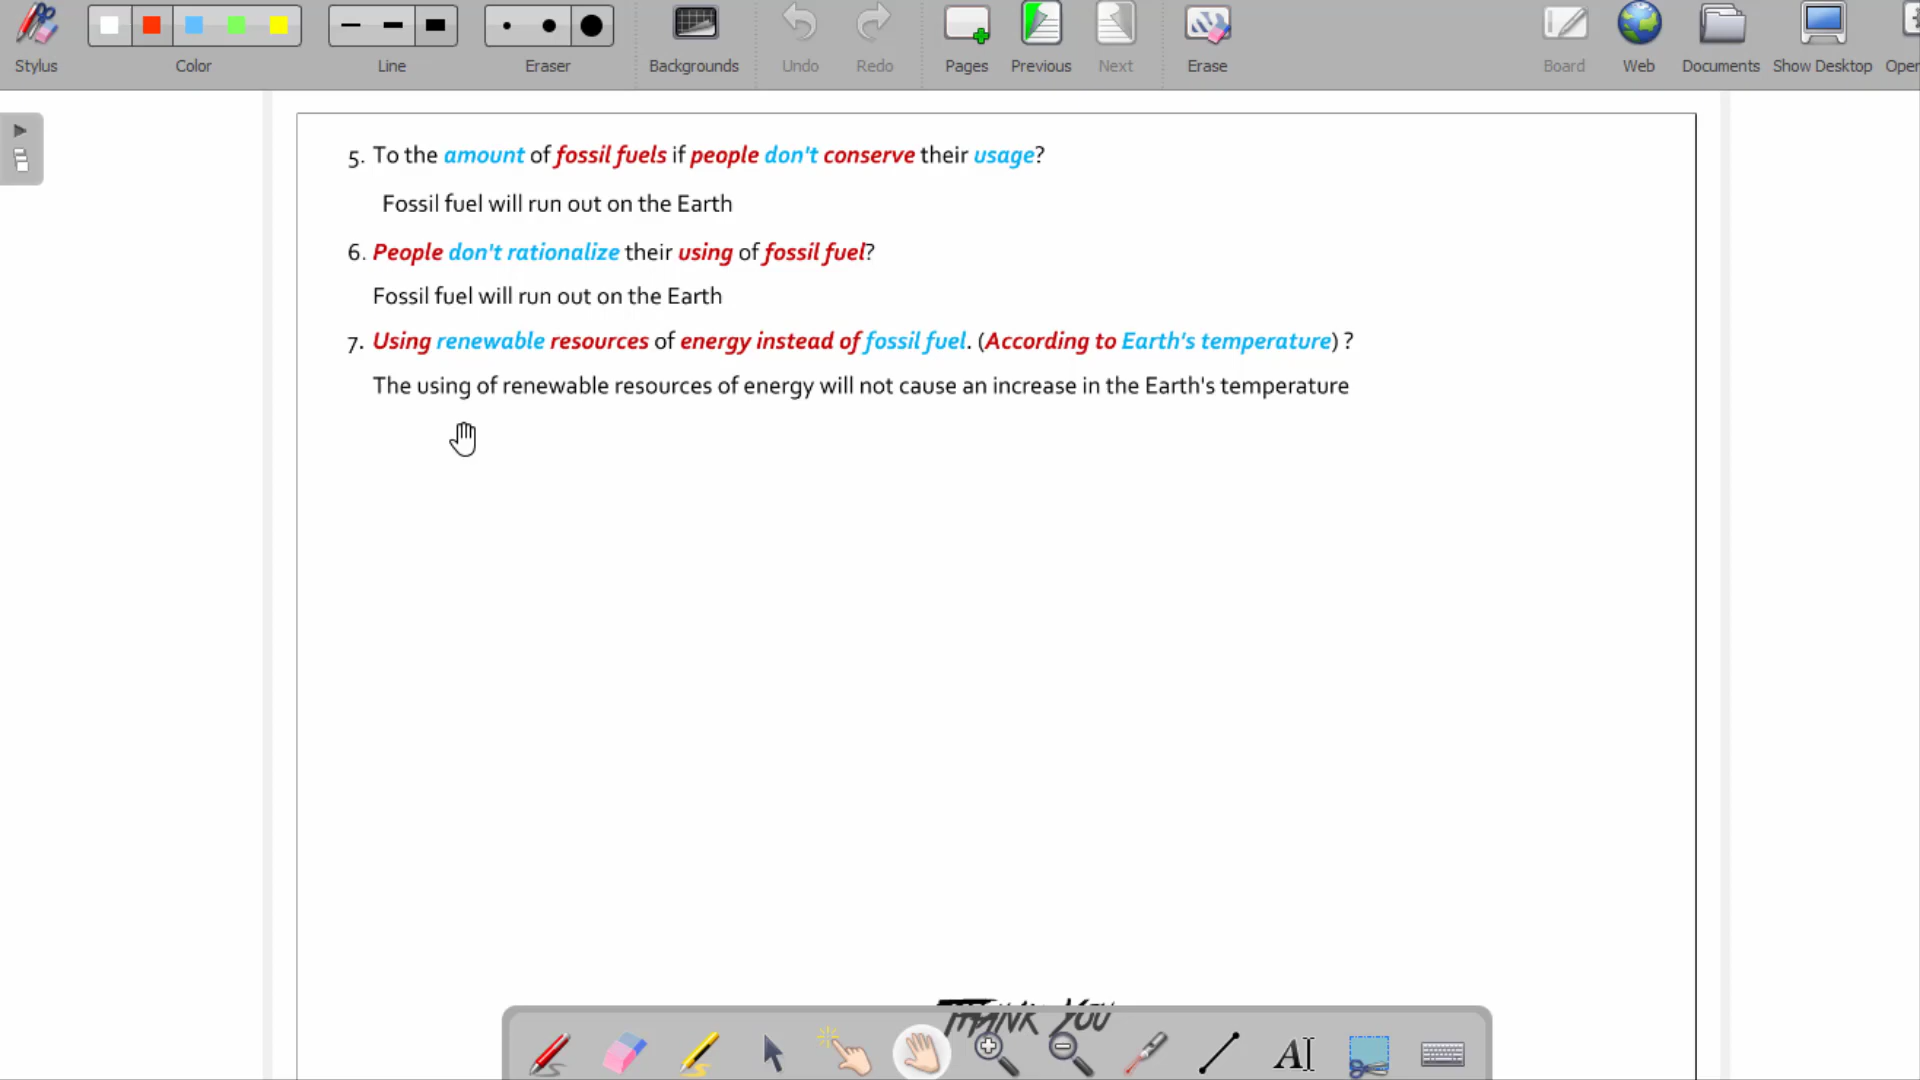 Stylus Color Line Eraser Backgrounds Undo Redo Pages Previous Next Erase Board Web Documents Show Desktop
5. To the amount of fossil fuels if people don't conserve their usage?
Fossil fuel will run out on the Earth
6. People don't rationalize their using of fossil fuel?
Fossil fuel will run out on the Earth
7. Using renewable resources of energy instead of fossil fuel. (According to Earth's temperature) ?
The using of renewable resources of energy will not cause an increase in the Earth's temperature
THANK YOU
AI